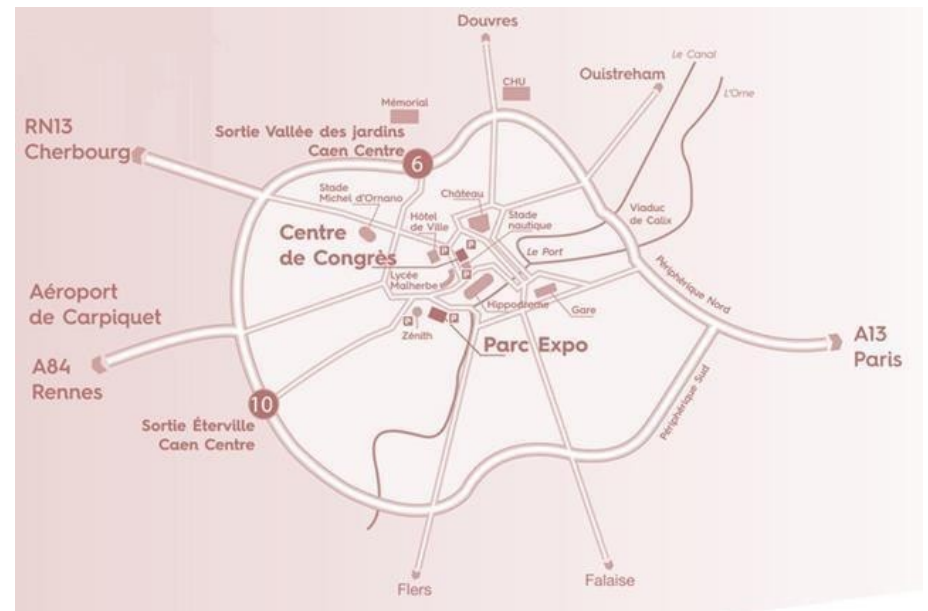 Douvres
Le Canal
Ouistreham
CHU
L'Orne
Mémorial
RN13
Cherbourg
Sortie Vallée des jardins
Caen Centre
6
Stade
Michel d'Ornano
Château
Hôtel
de Ville
Stade
nautique
Viaduc
de Calix
Centre
de Congrès
P
P
Le Port
Lycée
Malherbe
P
Périphérique Nord
Aéroport
de Carpiquet
Hippodrome
Gare
P
P
Zénith
Parc Expo
A13
Paris
A84
Rennes
10
Périphérique Sud
Sortie Éterville
Caen Centre
Flers
Falaise